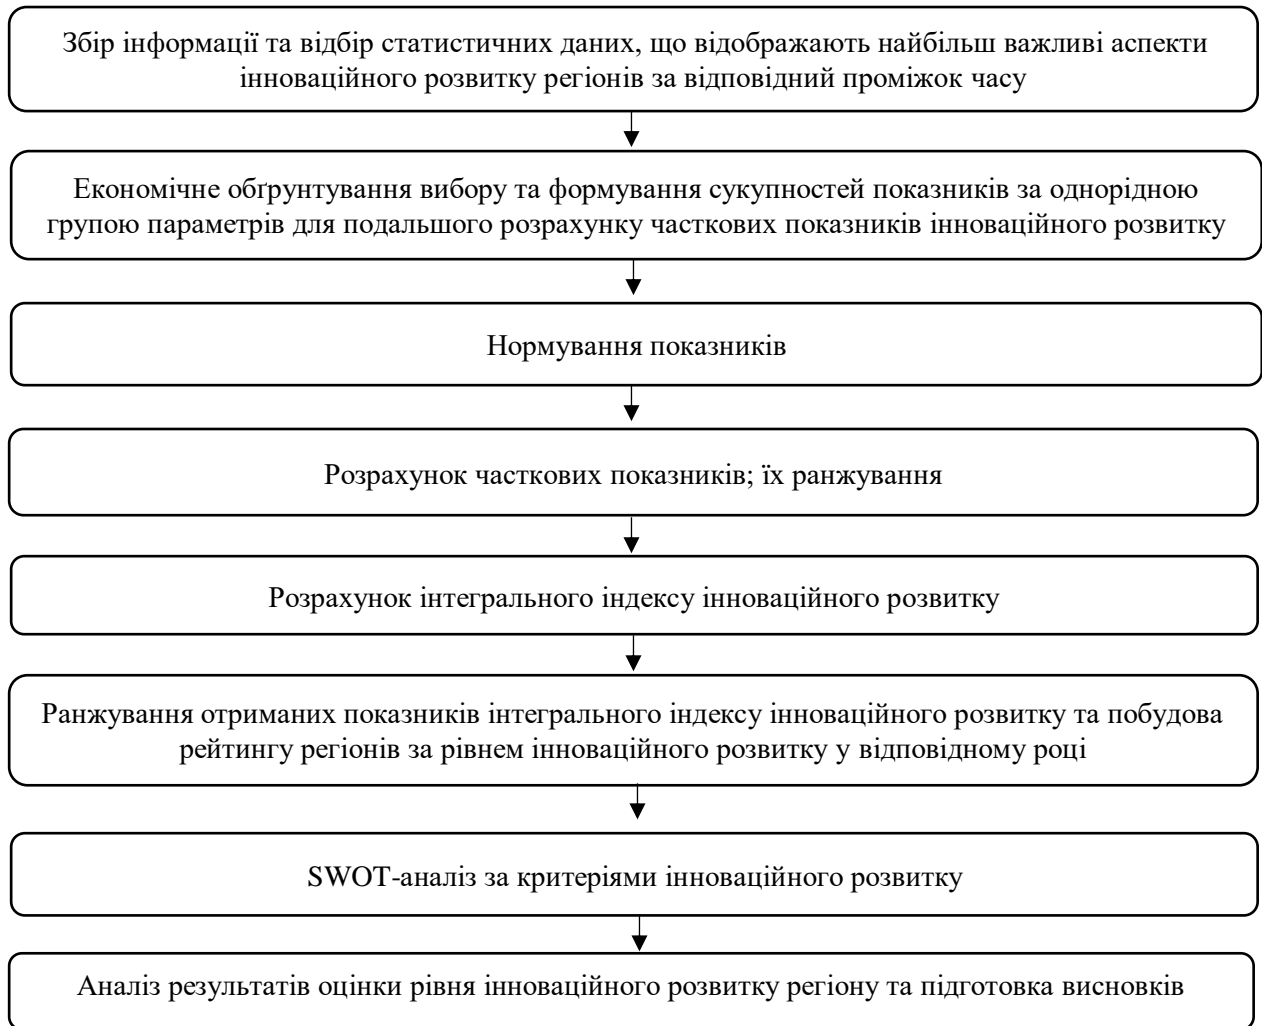 Збір інформації та відбір статистичних даних, що відображають найбільш важливі аспекти
інноваційного розвитку регіонів за відповідний проміжок часу
Економічне обґрунтування вибору та формування сукупностей показників за однорідною
групою параметрів для подальшого розрахунку часткових показників інноваційного розвитку
Нормування показників
Розрахунок часткових показників; їх ранжування
Розрахунок інтегрального індексу інноваційного розвитку
Ранжування отриманих показників інтегрального індексу інноваційного розвитку та побудова
рейтингу регіонів за рівнем інноваційного розвитку у відповідному році
SWOT-аналіз за критеріями інноваційного розвитку
Аналіз результатів оцінки рівня інноваційного розвитку регіону та підготовка висновків